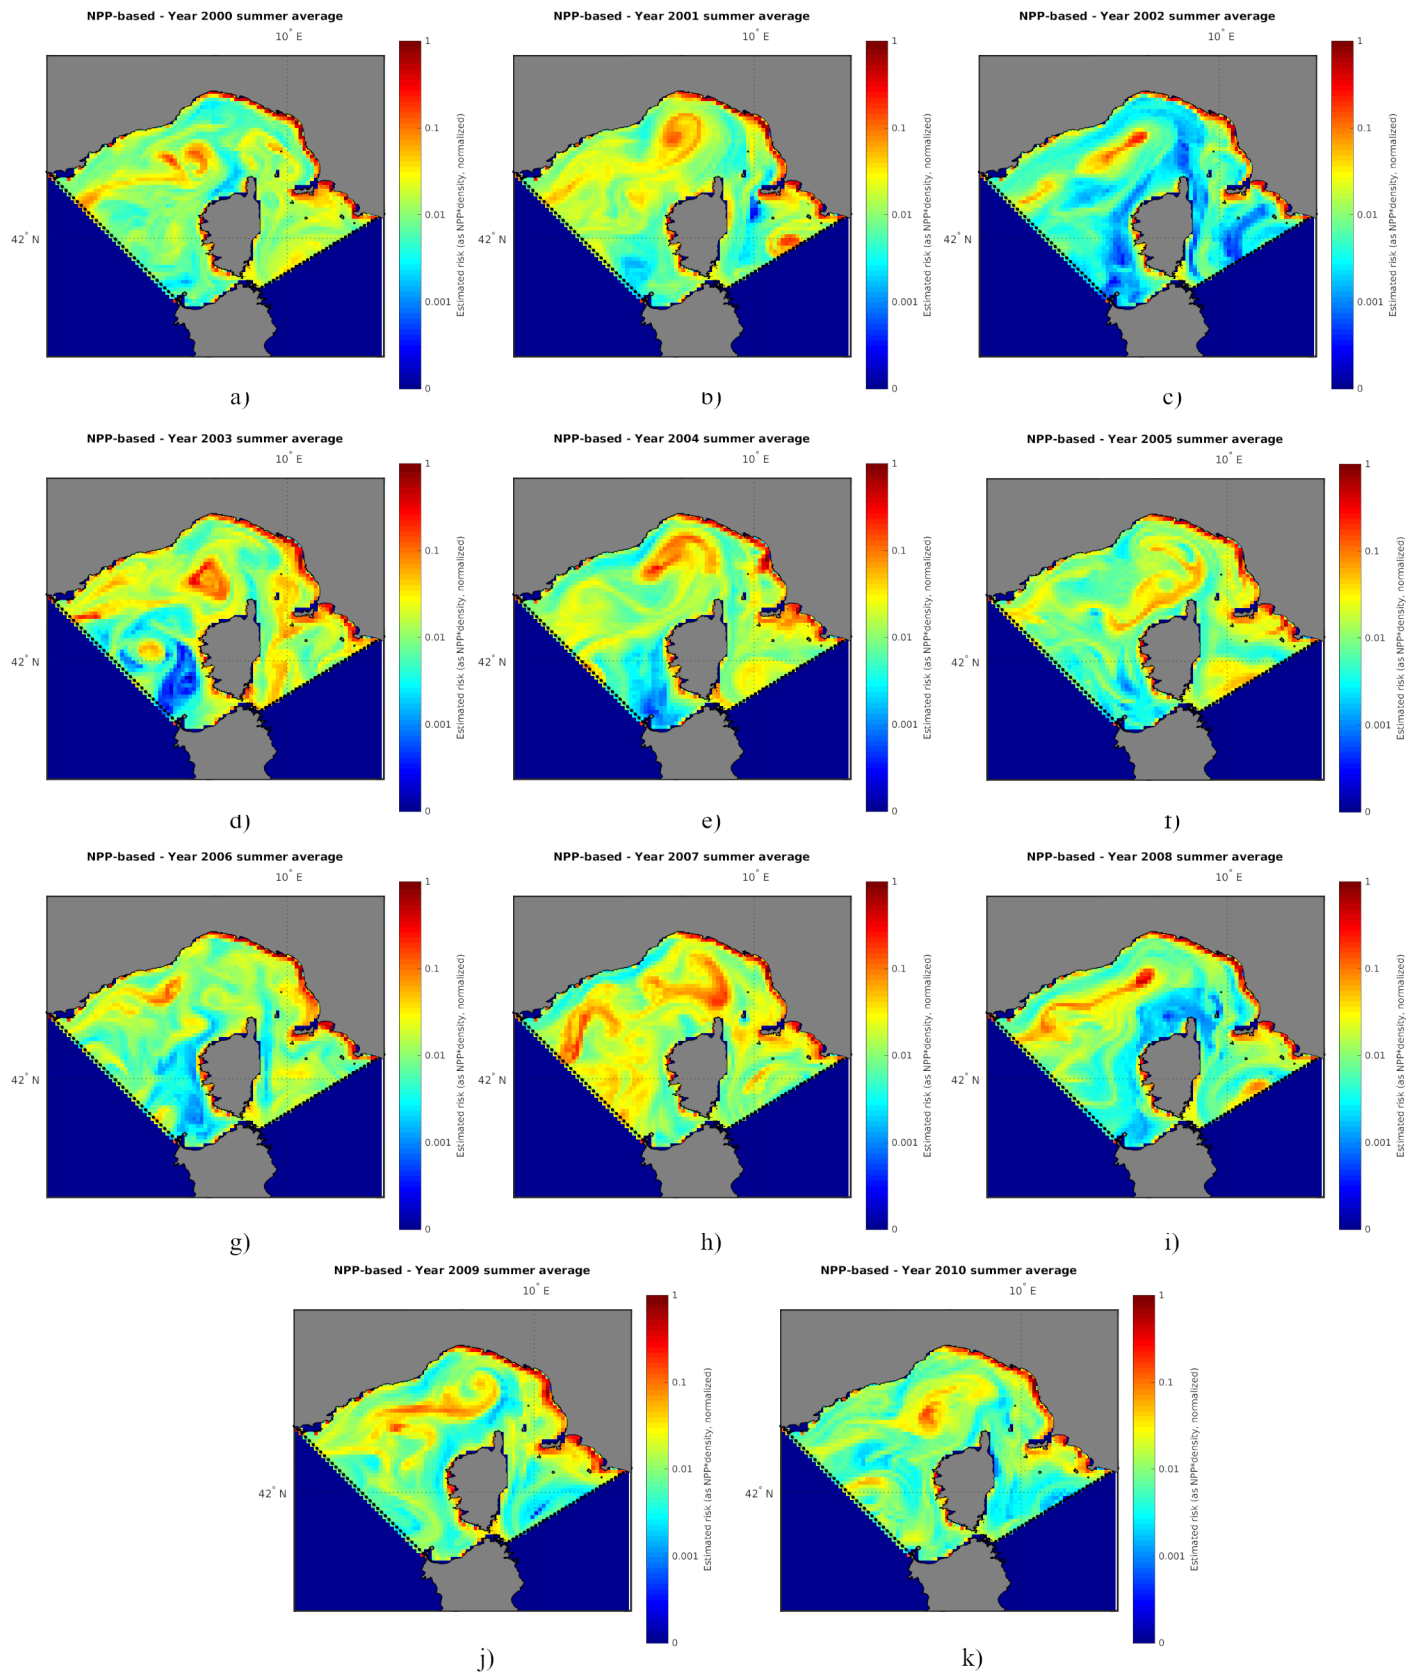 NPP-based - Year 2000 summer average
10° E
42° N
1
0.1
0.01
0.001
0
Estimated risk (as NPP*density, normalized)
a)
NPP-based - Year 2001 summer average
10° E
42° N
1
0.1
0.01
0.001
0
Estimated risk (as NPP*density, normalized)
b)
NPP-based - Year 2002 summer average
10° E
42° N
1
0.1
0.01
0.001
0
Estimated risk (as NPP*density, normalized)
c)
NPP-based - Year 2003 summer average
10° E
42° N
1
0.1
0.01
0.001
0
Estimated risk (as NPP*density, normalized)
d)
NPP-based - Year 2004 summer average
10° E
42° N
1
0.1
0.01
0.001
0
Estimated risk (as NPP*density, normalized)
e)
NPP-based - Year 2005 summer average
10° E
42° N
1
0.1
0.01
0.001
0
Estimated risk (as NPP*density, normalized)
f)
NPP-based - Year 2006 summer average
10° E
42° N
1
0.1
0.01
0.001
0
Estimated risk (as NPP*density, normalized)
g)
NPP-based - Year 2007 summer average
10° E
42° N
1
0.1
0.01
0.001
0
Estimated risk (as NPP*density, normalized)
h)
NPP-based - Year 2008 summer average
10° E
42° N
1
0.1
0.01
0.001
0
Estimated risk (as NPP*density, normalized)
i)
NPP-based - Year 2009 summer average
10° E
42° N
1
0.1
0.01
0.001
0
Estimated risk (as NPP*density, normalized)
j)
NPP-based - Year 2010 summer average
10° E
42° N
1
0.1
0.01
0.001
0
Estimated risk (as NPP*density, normalized)
k)